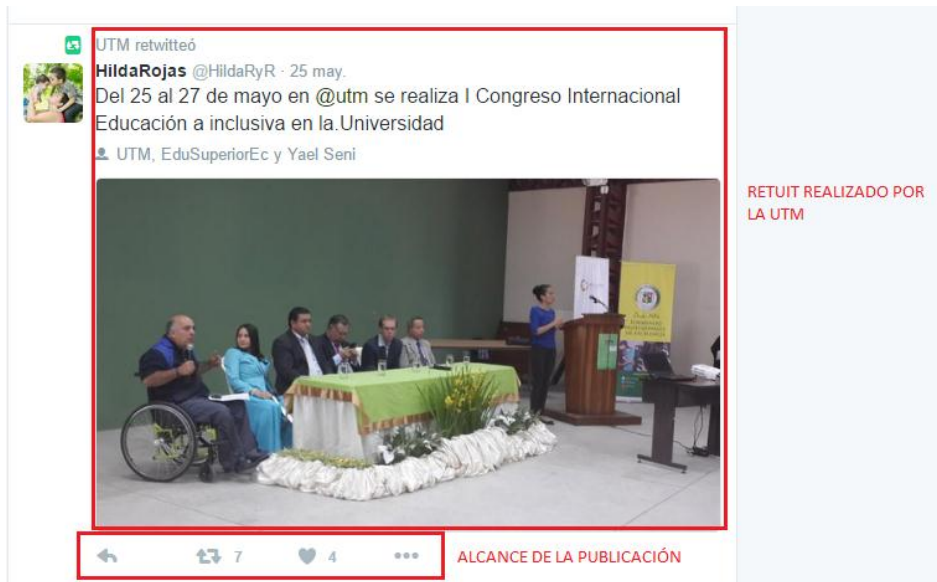 UTM retwitteó
HildaRojas @HildaRyR · 25 may.
Del 25 al 27 de mayo en @utm se realiza I Congreso Internacional
Educación a inclusiva en la.Universidad
UTM, EduSuperiorEc y Yael Seni
RETUIT REALIZADO POR
LA UTM
7
4
ALCANCE DE LA PUBLICACIÓN